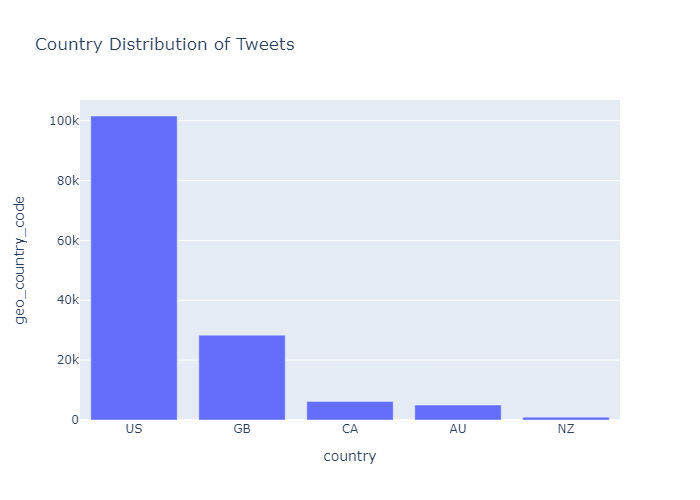 Country Distribution of Tweets
100k
80k
60k
40k
20k
0
geo_country_code
US GB CA AU NZ
country